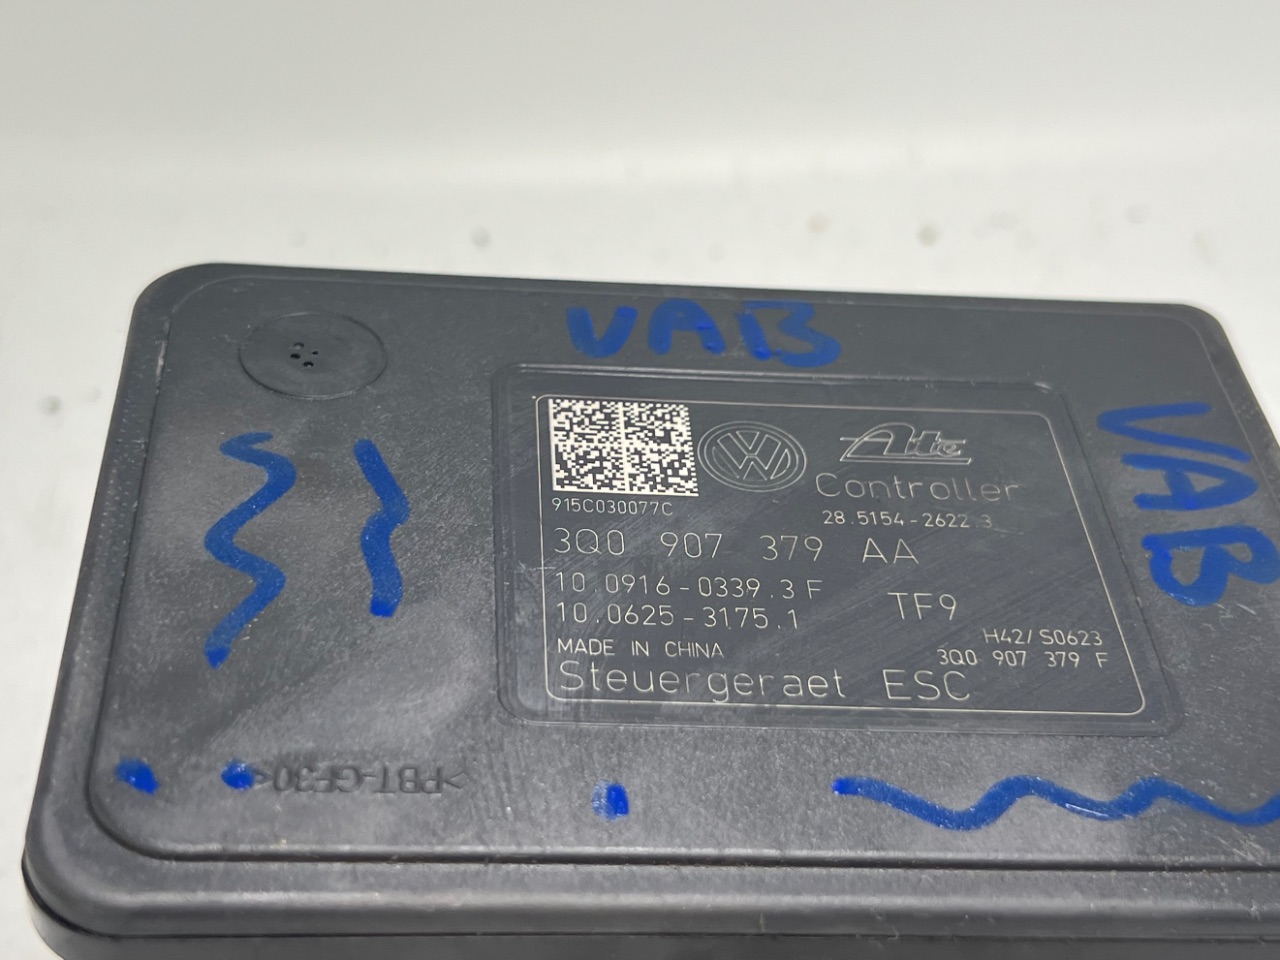 VAB
VAB
Ate
Controller
915C030077C
28.5154-2622.3
3Q0 907 379 AA
10.0916-0339.3F
10.0625-3175.1
TF9
MADE IN CHINA
H42/S0623
3Q0 907 379 F
Steuergeraet ESC
>PBT-GF30<